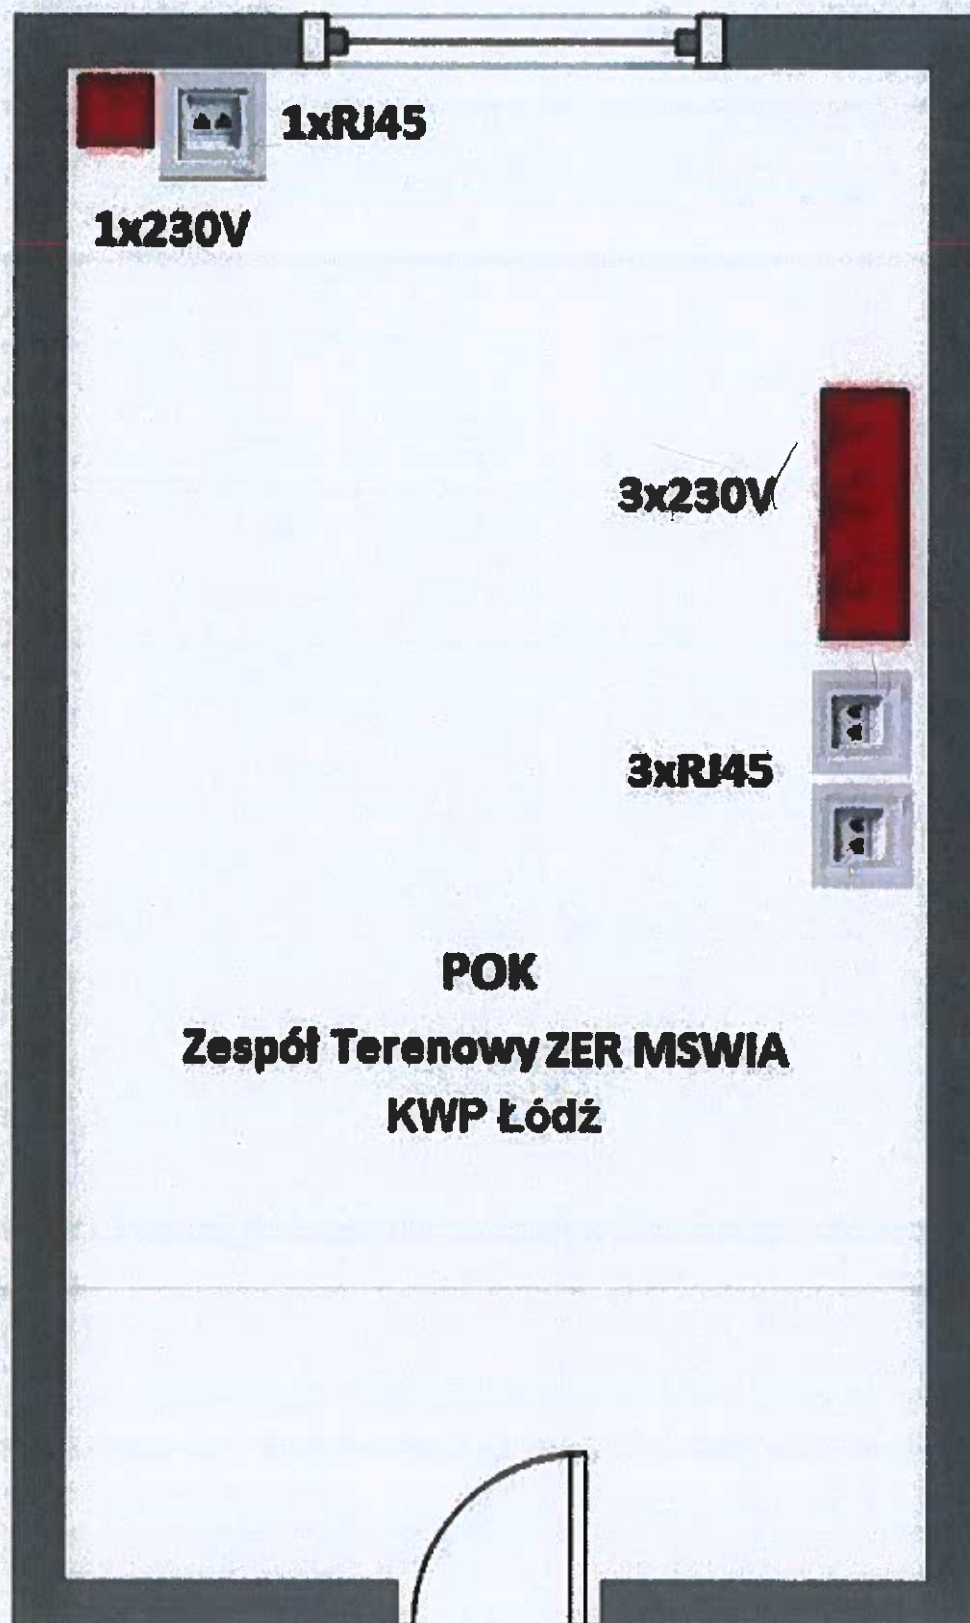 1xRJ45
1x230V
3x230V
3xRJ45
POK
Zespół Terenowy ZER MSWIA
KWP Łódź